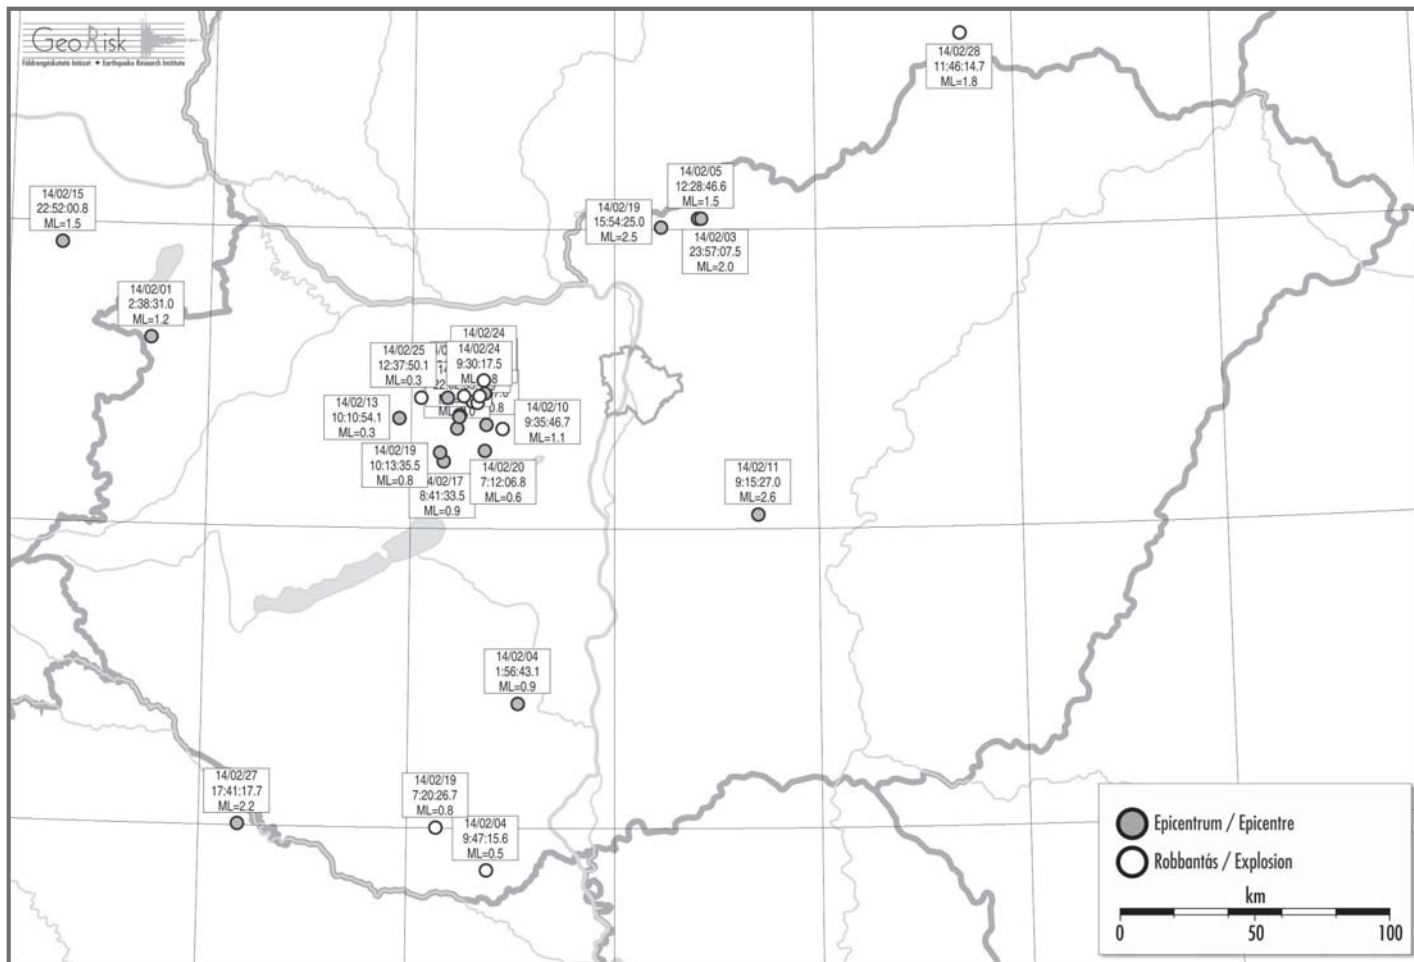 GeoRisk
Földrengéskutató Intézet ✦ Earthquake Research Institute
14/02/28
11:46:14.7
ML=1.8
14/02/05
12:28:46.6
ML=1.5
14/02/15
22:52:00.8
ML=1.5
14/02/19
15:54:25.0
ML=2.5
14/02/03
23:57:07.5
ML=2.0
14/02/01
2:38:31.0
ML=1.2
14/02/24
14/02/25
12:37:50.1
ML=0.3
14/02/24
9:30:17.5
14/02/13
10:10:54.1
ML=0.3
14/02/10
9:35:46.7
ML=1.1
14/02/19
10:13:35.5
ML=0.8
14/02/17
8:41:33.5
ML=0.9
14/02/20
7:12:06.8
ML=0.6
14/02/11
9:15:27.0
ML=2.6
14/02/04
1:56:43.1
ML=0.9
14/02/27
17:41:17.7
ML=2.2
14/02/19
7:20:26.7
ML=0.8
14/02/04
9:47:15.6
ML=0.5
Epicentrum / Epicentre
Robbantás / Explosion
km
0 50 100